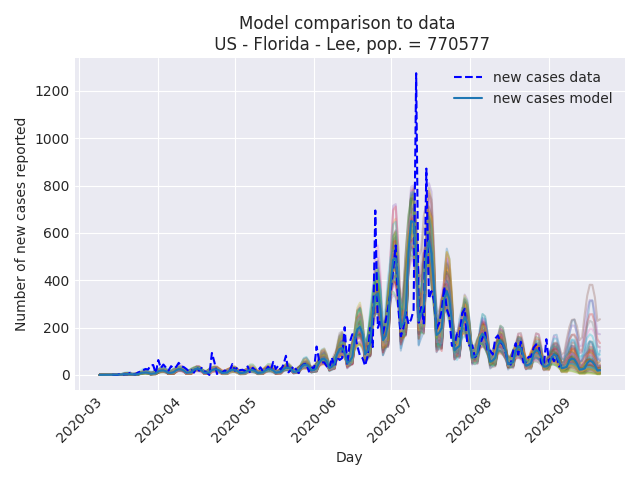 Model comparison to data
US - Florida - Lee, pop. = 770577
new cases data
new cases model
Number of new cases reported
1200
1000
800
600
400
200
0
2020-03
2020-04
2020-05
2020-06
2020-07
2020-08
2020-09
Day